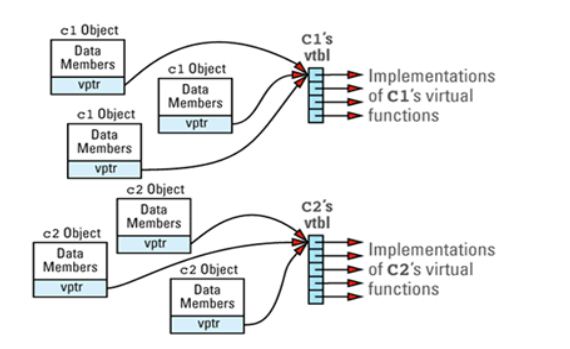 c1 Object
Data
Members
vptr
c1 Object
Data
Members
vptr
c1 Object
Data
Members
vptr
C1's
vtbl
Implementations
of C1's virtual
functions
c2 Object
Data
Members
vptr
c2 Object
Data
Members
vptr
c2 Object
Data
Members
vptr
C2's
vtbl
Implementations
of C2's virtual
functions